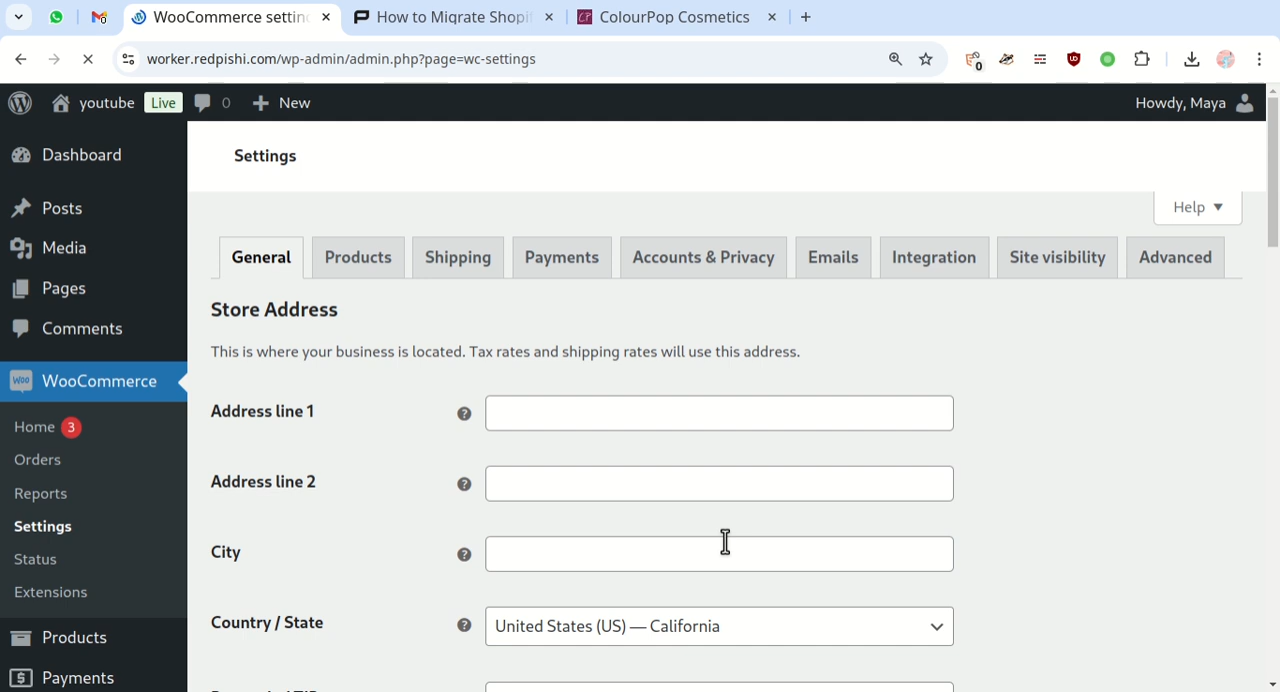 WooCommerce settin
How to Migrate Shopi
ColourPop Cosmetics
worker.redpishi.com/wp-admin/admin.php?page=wc-settings
0
youtube
Live
0
New
Howdy, Maya
Dashboard
Posts
Media
Pages
Comments
WooCommerce
Home 3
Orders
Reports
Settings
Status
Extensions
Products
Payments
Settings
Help
General
Products
Shipping
Payments
Accounts & Privacy
Emails
Integration
Site visibility
Advanced
Store Address
This is where your business is located. Tax rates and shipping rates will use this address.
Address line 1
Address line 2
City
Country / State
United States (US) — California